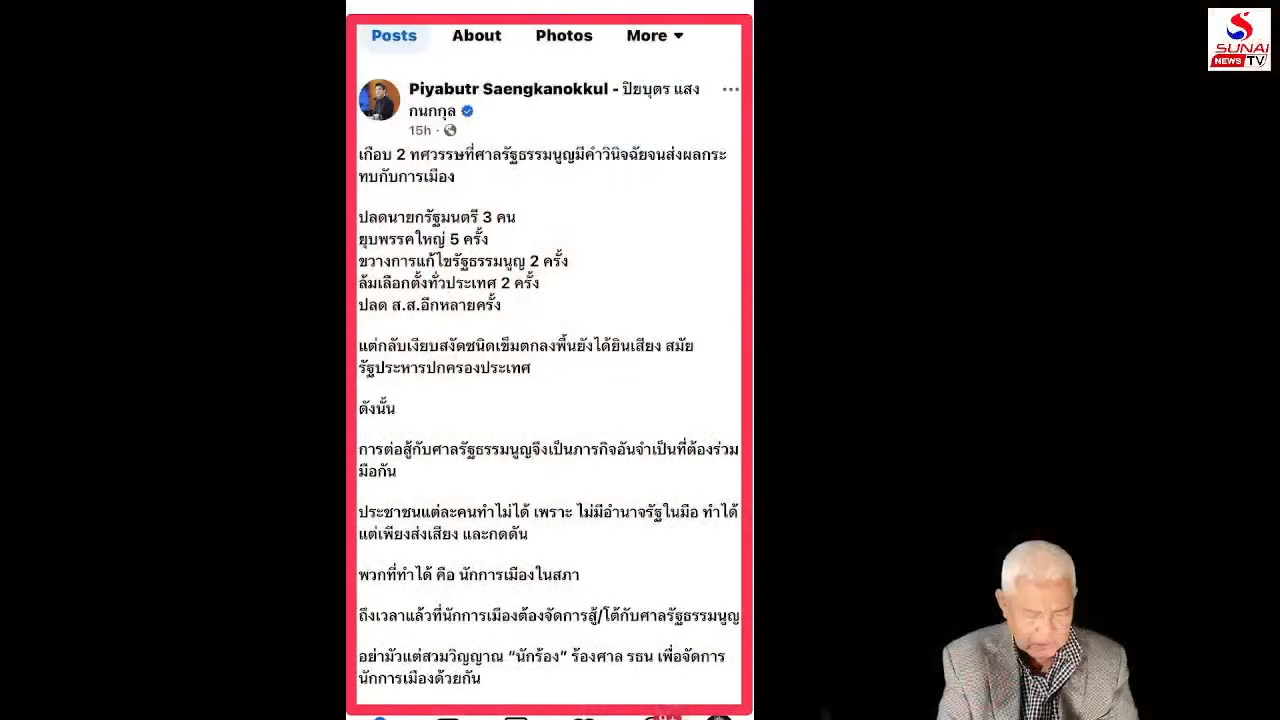 Posts About Photos More
SUNAI
NEWS TV
Piyabutr Saengkanokkul - ปิยบุตร แสง
กนกกุล
15h ·
เกือบ 2 ทศวรรษที่ศาลรัฐธรรมนูญมีคำวินิจฉัยจนส่งผลกระ
ทบกับการเมือง
ปลดนายกรัฐมนตรี 3 คน
ยุบพรรคใหญ่ 5 ครั้ง
ขวางการแก้ไขรัฐธรรมนูญ 2 ครั้ง
ล้มเลือกตั้งทั่วประเทศ 2 ครั้ง
ปลด ส.ส.อีกหลายครั้ง
แต่กลับเงียบสงัดชนิดเข็มตกลงพื้นยังได้ยินเสียง สมัย
รัฐประหารปกครองประเทศ
ดังนั้น
การต่อสู้กับศาลรัฐธรรมนูญจึงเป็นภารกิจอันจำเป็นที่ต้องร่วม
มือกัน
ประชาชนแต่ละคนทำไม่ได้ เพราะ ไม่มีอำนาจรัฐในมือ ทำได้
แต่เพียงส่งเสียง และกดดัน
พวกที่ทำได้ คือ นักการเมืองในสภา
ถึงเวลาแล้วที่นักการเมืองต้องจัดการสู้/โต้กับศาลรัฐธรรมนูญ
อย่ามัวแต่สวมวิญญาณ “นักร้อง” ร้องศาล รธน เพื่อจัดการ
นักการเมืองด้วยกัน